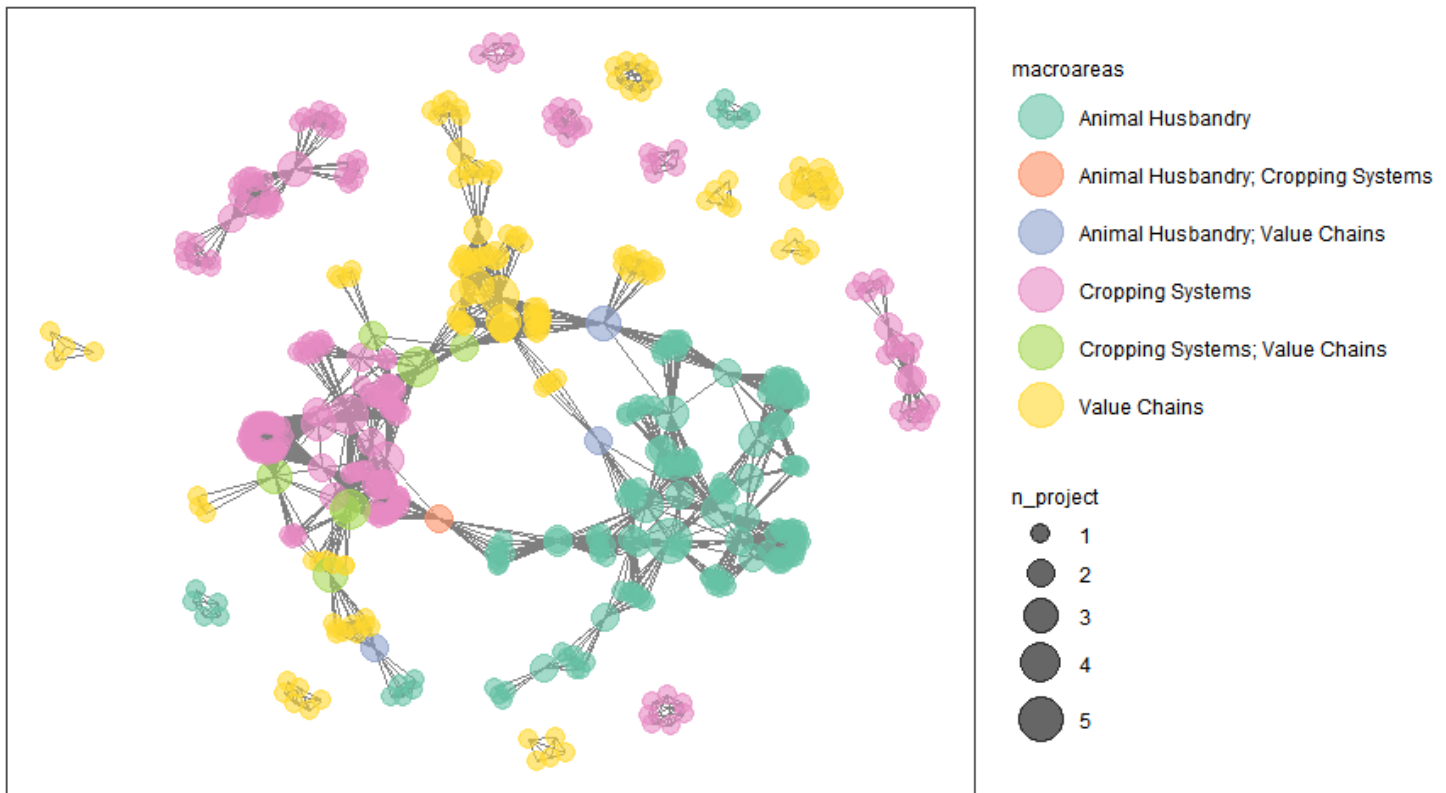 macroareas
Animal Husbandry
Animal Husbandry; Cropping Systems
Animal Husbandry; Value Chains
Cropping Systems
Cropping Systems; Value Chains
Value Chains
n_project
1
2
3
4
5